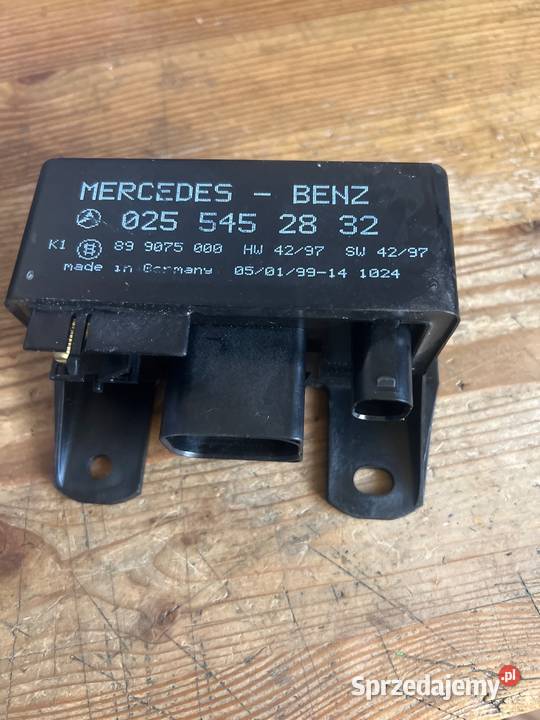 MERCEDES - BENZ
025 545 28 32
K1 89 9075 000 HW 42/97 SW 42/97
made in Germany 05/01/99-14 1024
Sprzedajemy.pl